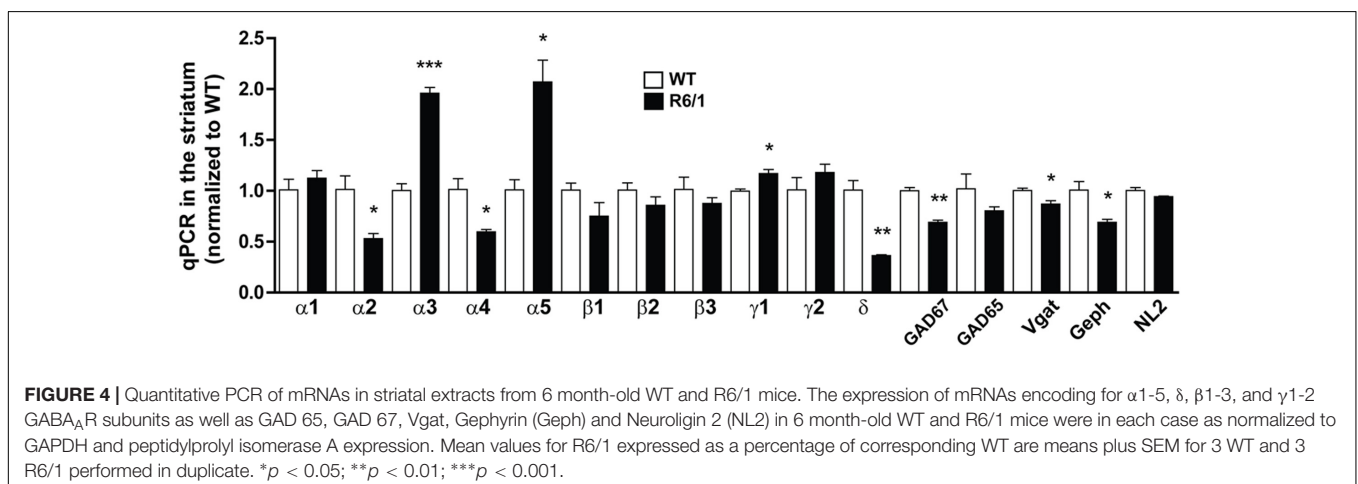 qPCR in the striatum
(normalized to WT)
2.5
2.0
1.5
1.0
0.5
0.0
WT
R6/1
*
***
*
*
*
**
**
*
*
α1 α2 α3 α4 α5 β1 β2 β3 γ1 γ2 δ GAD67 GAD65 Vgat Geph NL2
FIGURE 4 | Quantitative PCR of mRNAs in striatal extracts from 6 month-old WT and R6/1 mice. The expression of mRNAs encoding for α1-5, δ, β1-3, and γ1-2
GABA_AR subunits as well as GAD 65, GAD 67, Vgat, Gephyrin (Geph) and Neuroligin 2 (NL2) in 6 month-old WT and R6/1 mice were in each case as normalized to
GAPDH and peptidylprolyl isomerase A expression. Mean values for R6/1 expressed as a percentage of corresponding WT are means plus SEM for 3 WT and 3
R6/1 performed in duplicate. *p < 0.05; **p < 0.01; ***p < 0.001.